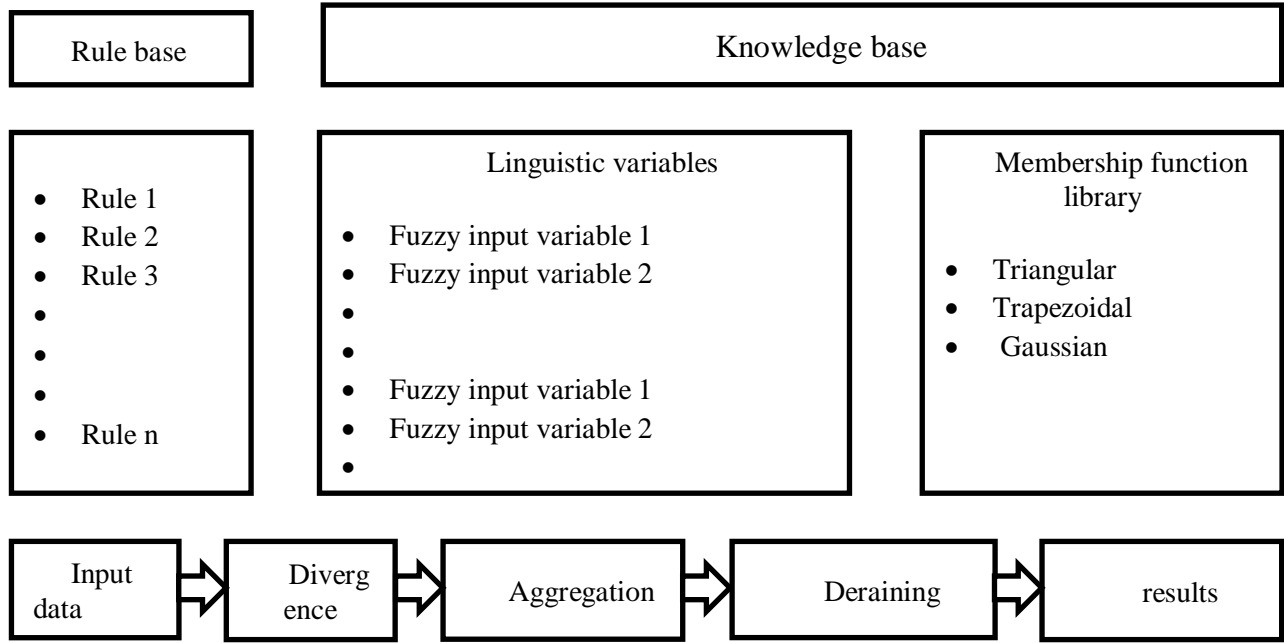 Rule base
Knowledge base
• Rule 1
• Rule 2
• Rule 3
•
•
•
• Rule n
Linguistic variables
• Fuzzy input variable 1
• Fuzzy input variable 2
•
•
• Fuzzy input variable 1
• Fuzzy input variable 2
•
Membership function
library
• Triangular
• Trapezoidal
• Gaussian
Input
data
Diverg
ence
Aggregation
Deraining
results